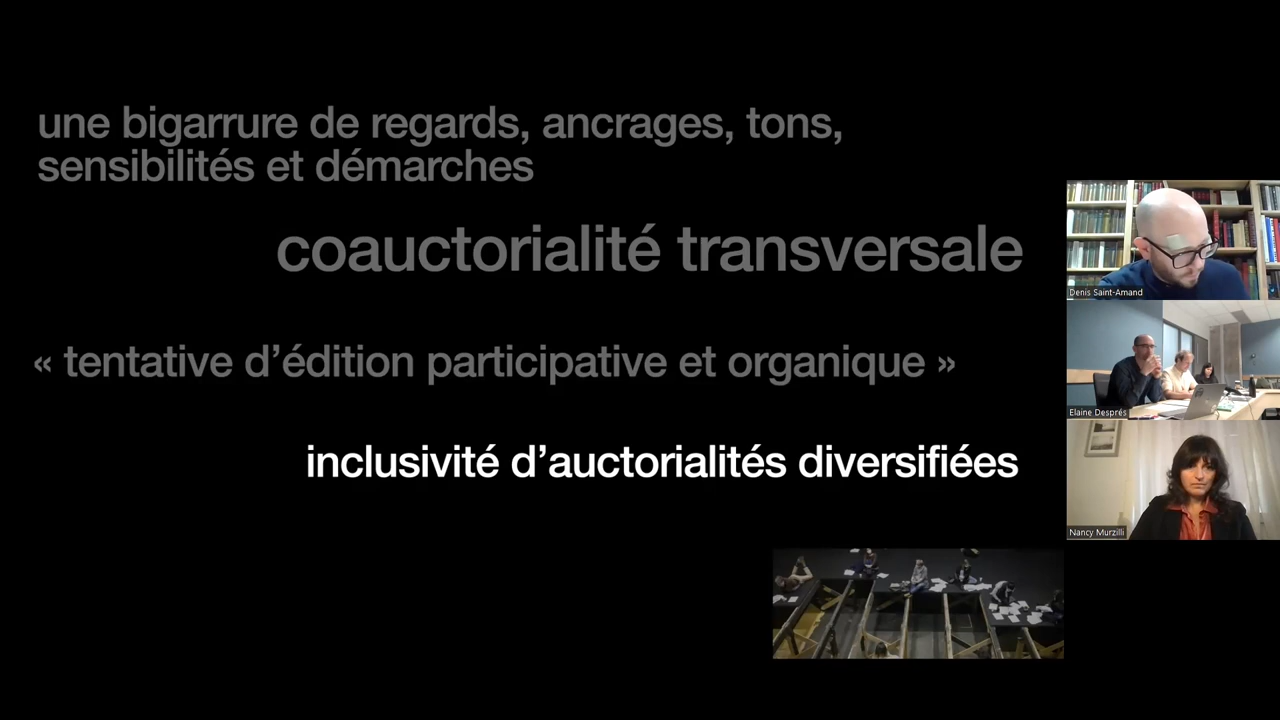 une bigarrure de regards, ancrages, tons,
sensibilités et démarches
coauctorialité transversale
« tentative d’édition participative et organique »
inclusivité d’auctorialités diversifiées
Denis Saint-Amand
Elaine Després
Nancy Murzilli